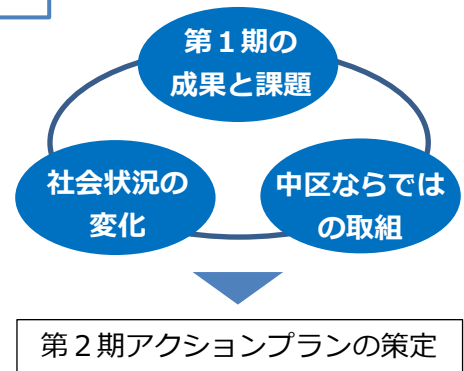 第１期の
成果と課題
社会状況の
変化
中区ならでは
の取組
第２期アクションプランの策定